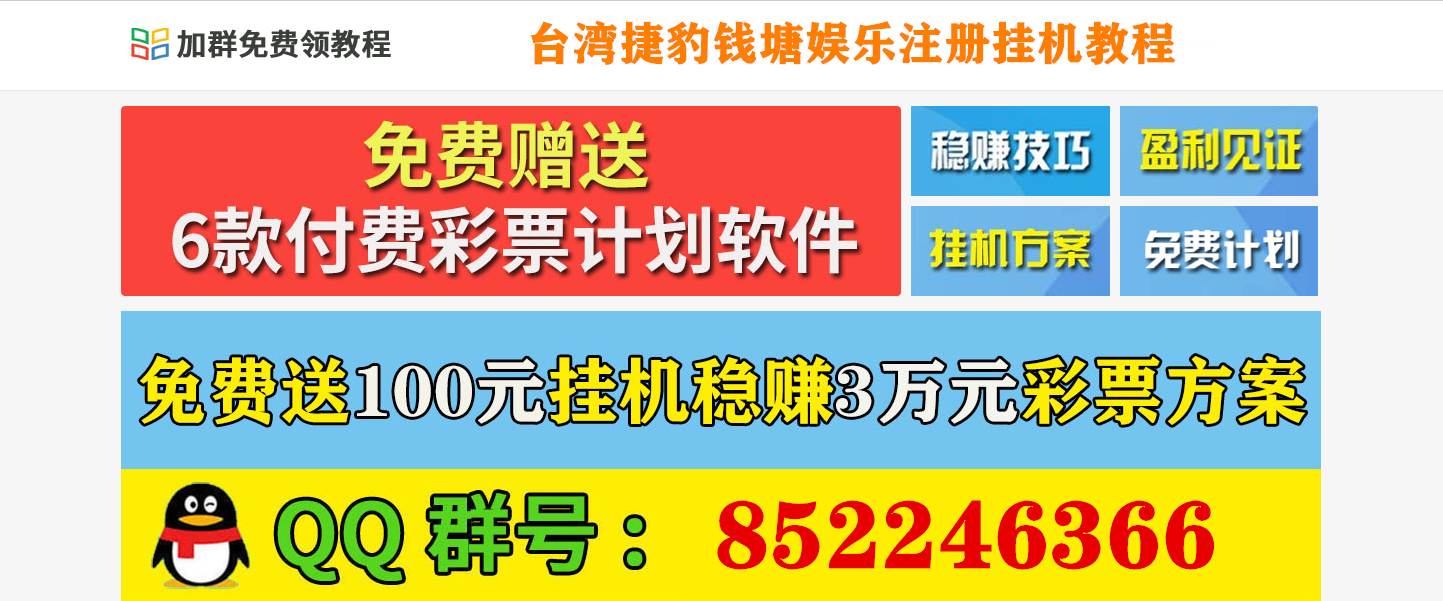 加群免费领教程
台湾捷豹钱塘娱乐注册挂机教程
免费赠送
6款付费彩票计划软件
稳赚技巧
盈利见证
挂机方案
免费计划
免费送100元挂机稳赚3万元彩票方案
QQ 群号：852246366